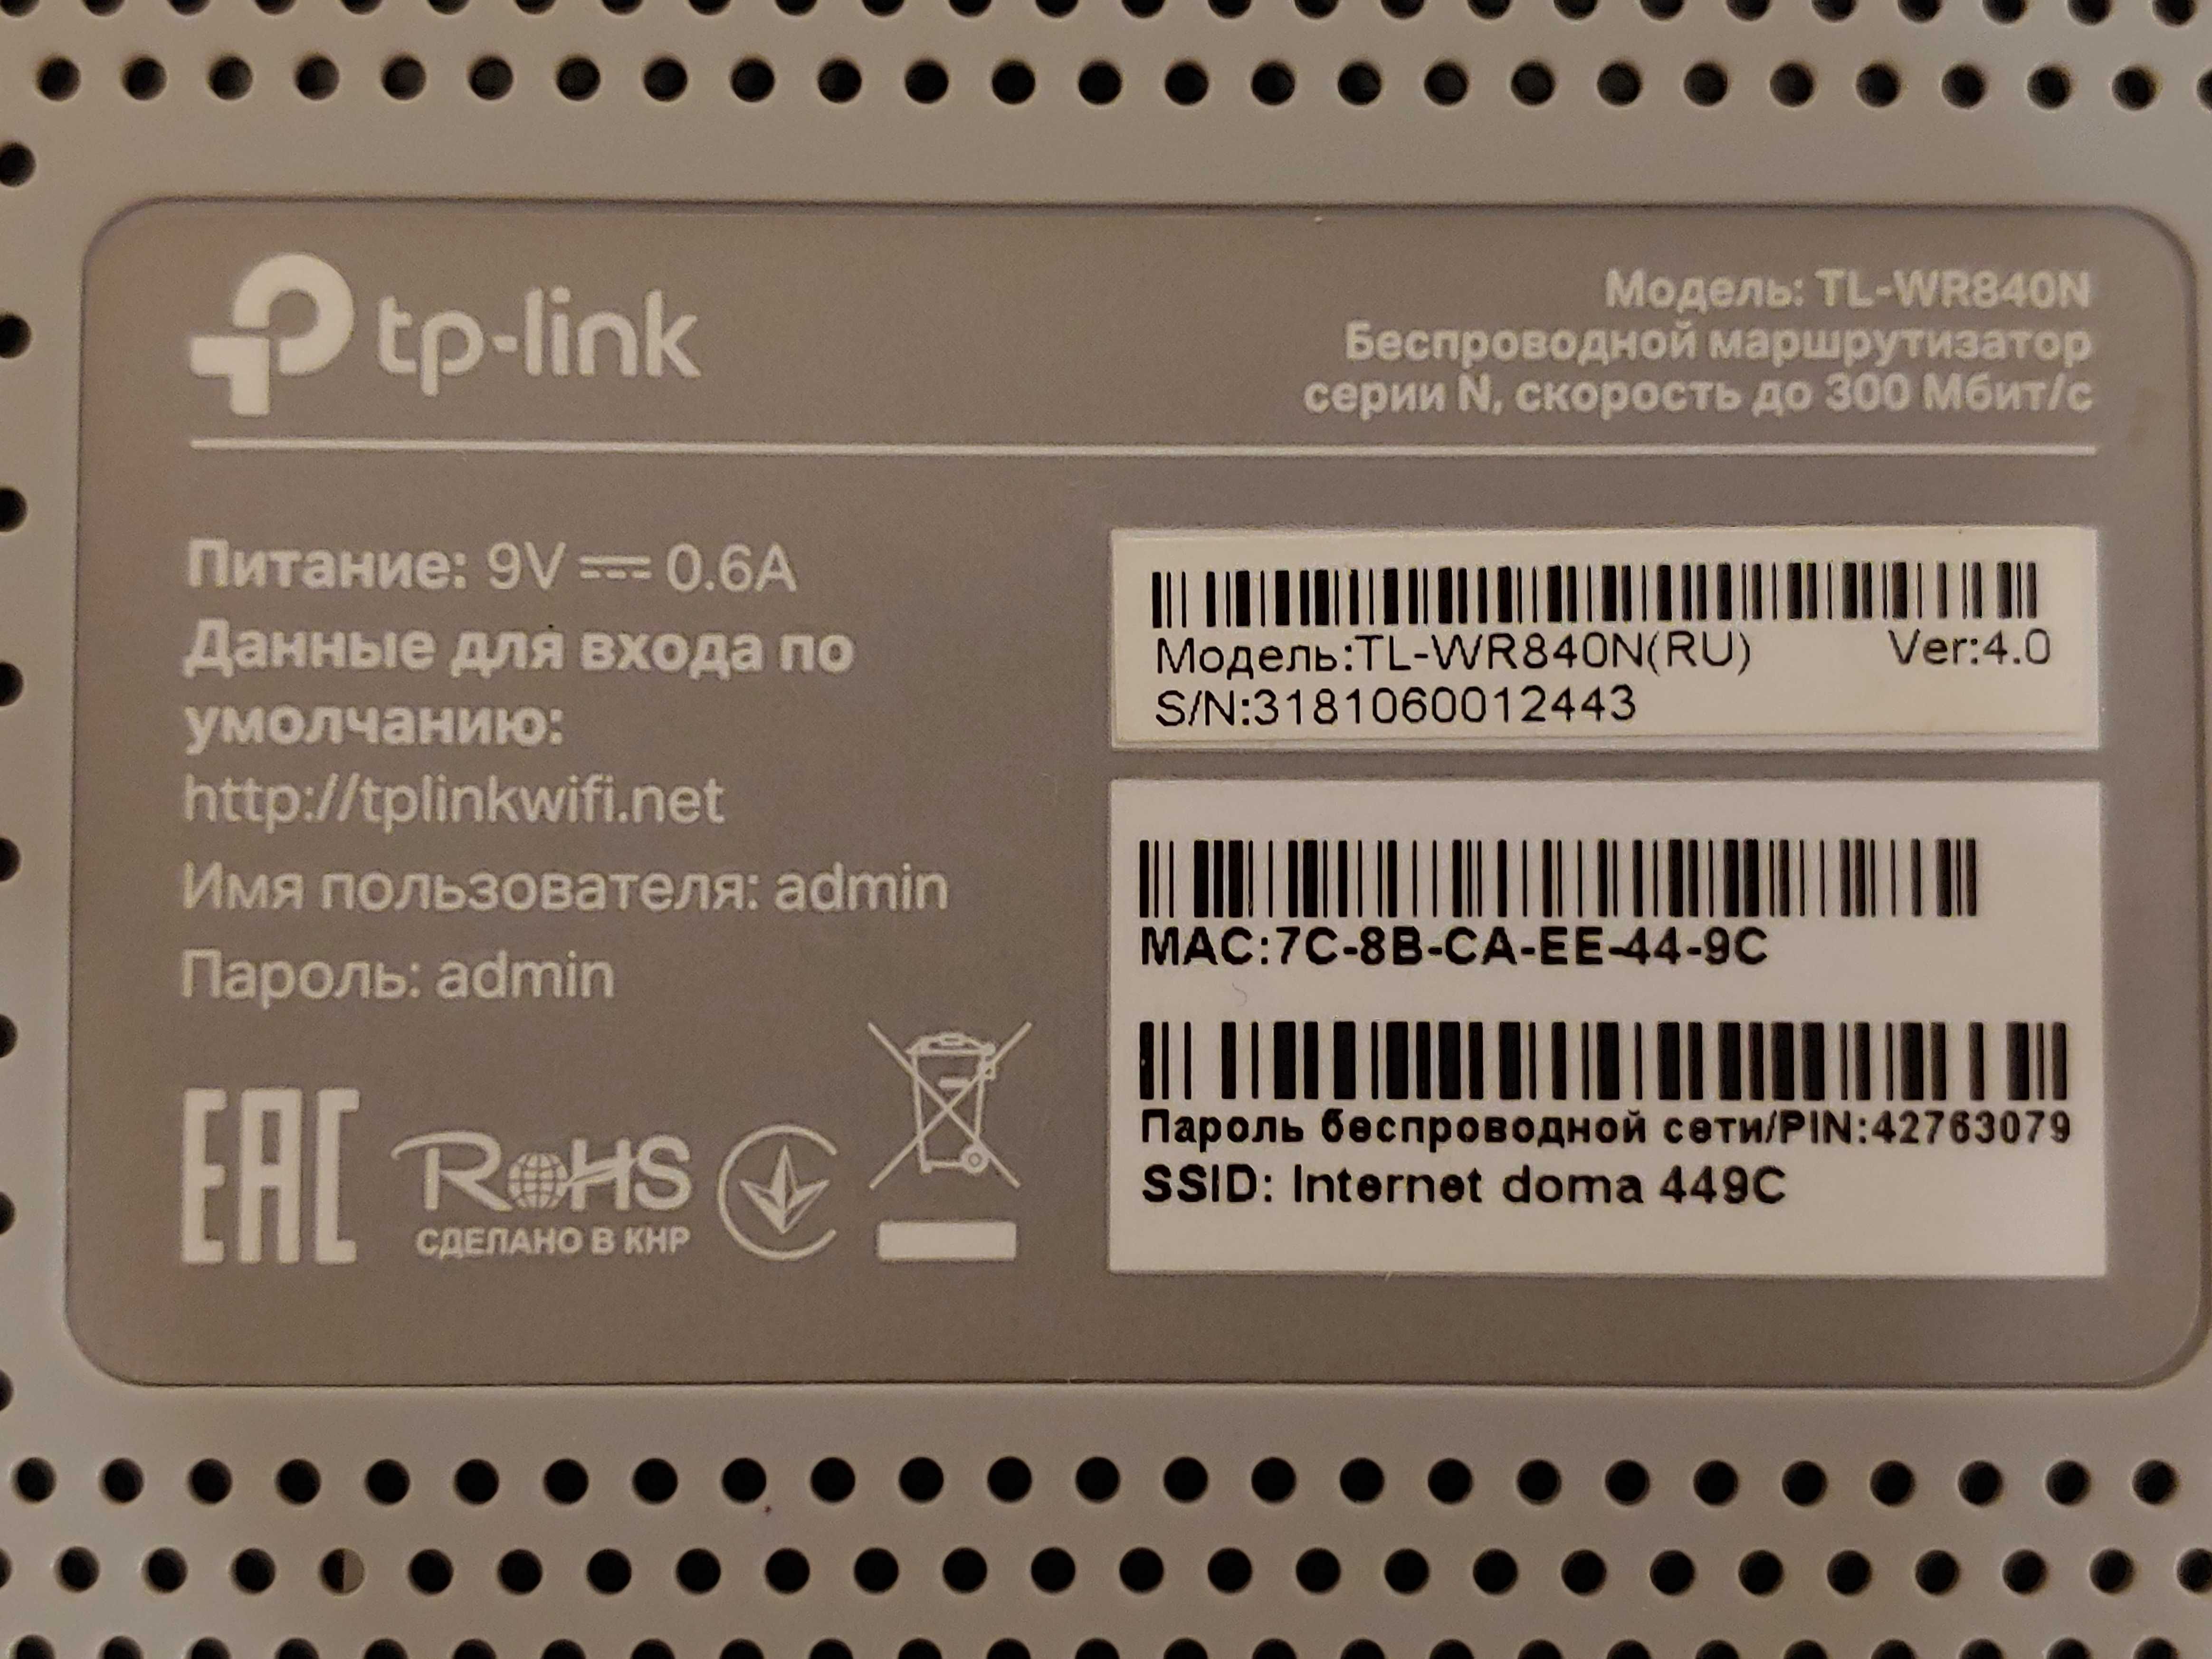 tp-link
Модель: TL-WR840N
Беспроводной маршрутизатор
серии N, скорость до 300 Мбит/с
Питание: 9V ⎓ 0.6A
Данные для входа по
умолчанию:
http://tplinkwifi.net
Имя пользователя: admin
Пароль: admin
EAC
RoHS
СДЕЛАНО В КНР
Модель:TL-WR840N(RU) Ver:4.0
S/N:3181060012443
MAC:7C-8B-CA-EE-44-9C
Пароль беспроводной сети/PIN:42763079
SSID: Internet doma 449C